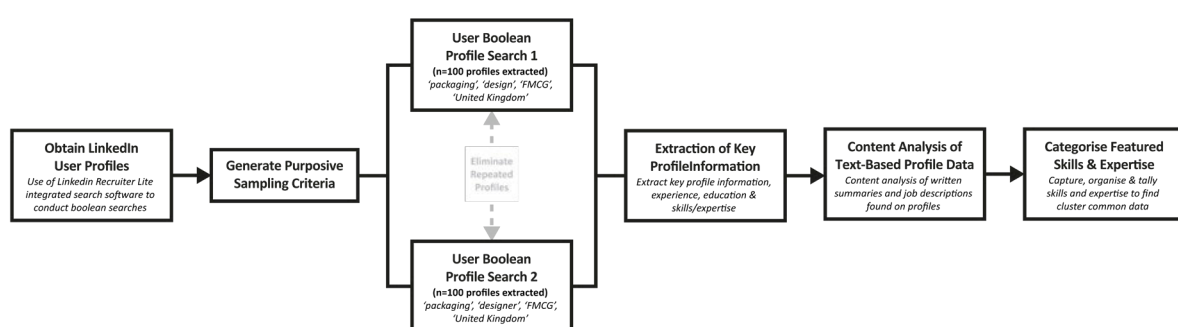 Obtain LinkedIn
User Profiles
Use of Linkedin Recruiter Lite
integrated search software to
conduct boolean searches
Generate Purposive
Sampling Criteria
User Boolean
Profile Search 1
(n=100 profiles extracted)
‘packaging’, ‘design’, ‘FMCG’,
‘United Kingdom’
Eliminate
Repeated
Profiles
User Boolean
Profile Search 2
(n=100 profiles extracted)
‘packaging’, ‘designer’, ‘FMCG’,
‘United Kingdom’
Extraction of Key
ProfileInformation
Extract key profile information,
experience, education &
skills/expertise
Content Analysis of
Text-Based Profile Data
Content analysis of written
summaries and job descriptions
found on profiles
Categorise Featured
Skills & Expertise
Capture, organise & tally
skills and expertise to find
cluster common data